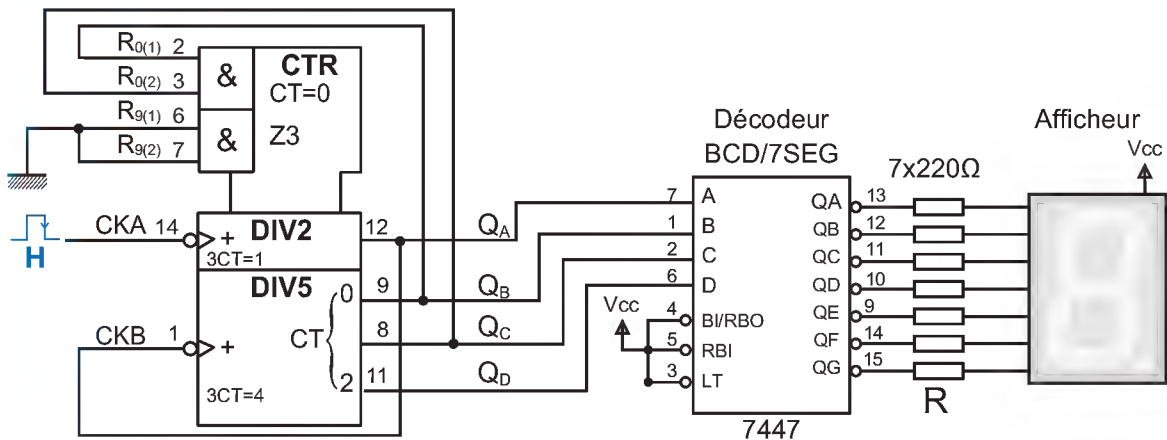 R0(1) 2
R0(2) 3
R9(1) 6
R9(2) 7
&
&
CTR
CT=0
Z3
H
CKA 14
+
DIV2
3CT=1
12
QA
CKB 1
+
DIV5
3CT=4
CT
0
2
9
QB
8
QC
11
QD
Décodeur
BCD/7SEG
7 A
1 B
2 C
6 D
Vcc
4 BI/RBO
5 RBI
3 LT
QA 13
QB 12
QC 11
QD 10
QE 9
QF 14
QG 15
7447
7x220Ω
R
Afficheur
Vcc